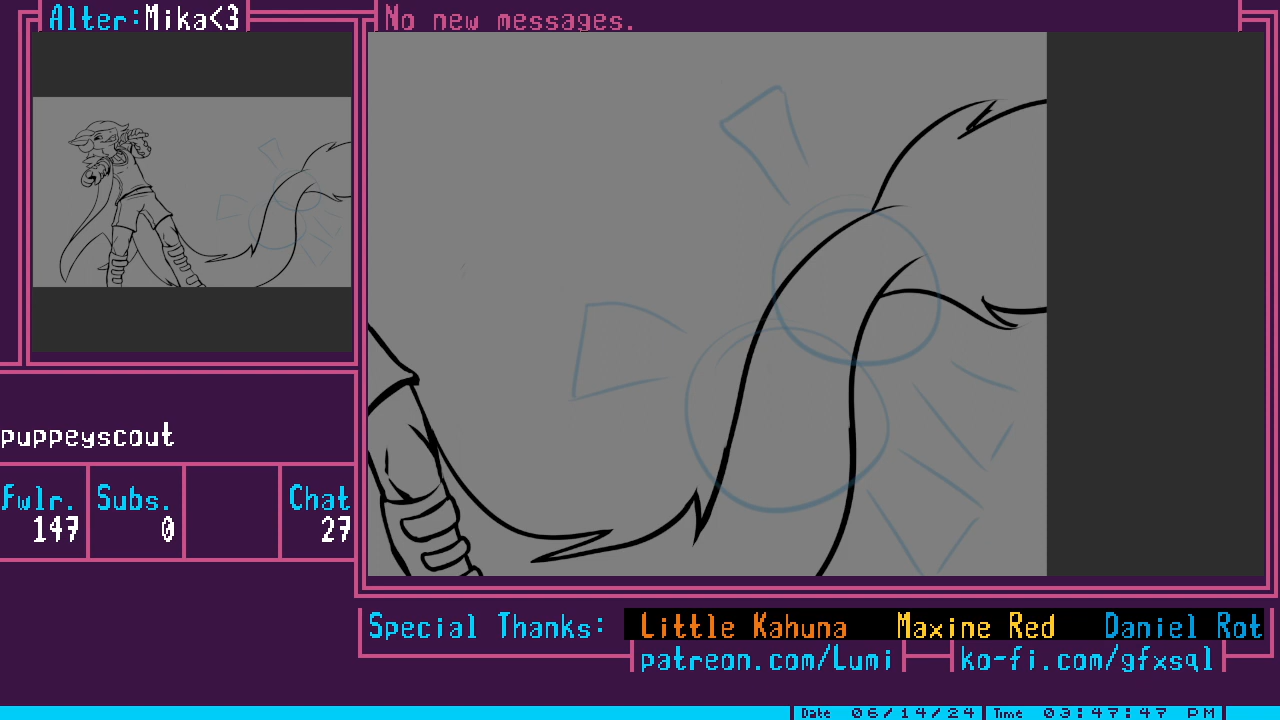 Alter:Mika<3
No new messages.
puppeyscout
Fwlr. Subs. Chat
147 0 27
Special Thanks: Little Kahuna Maxine Red Daniel Rot
patreon.com/Lumi ko-fi.com/gfxsql
Date 06/14/24 Time 03:47:47 PM